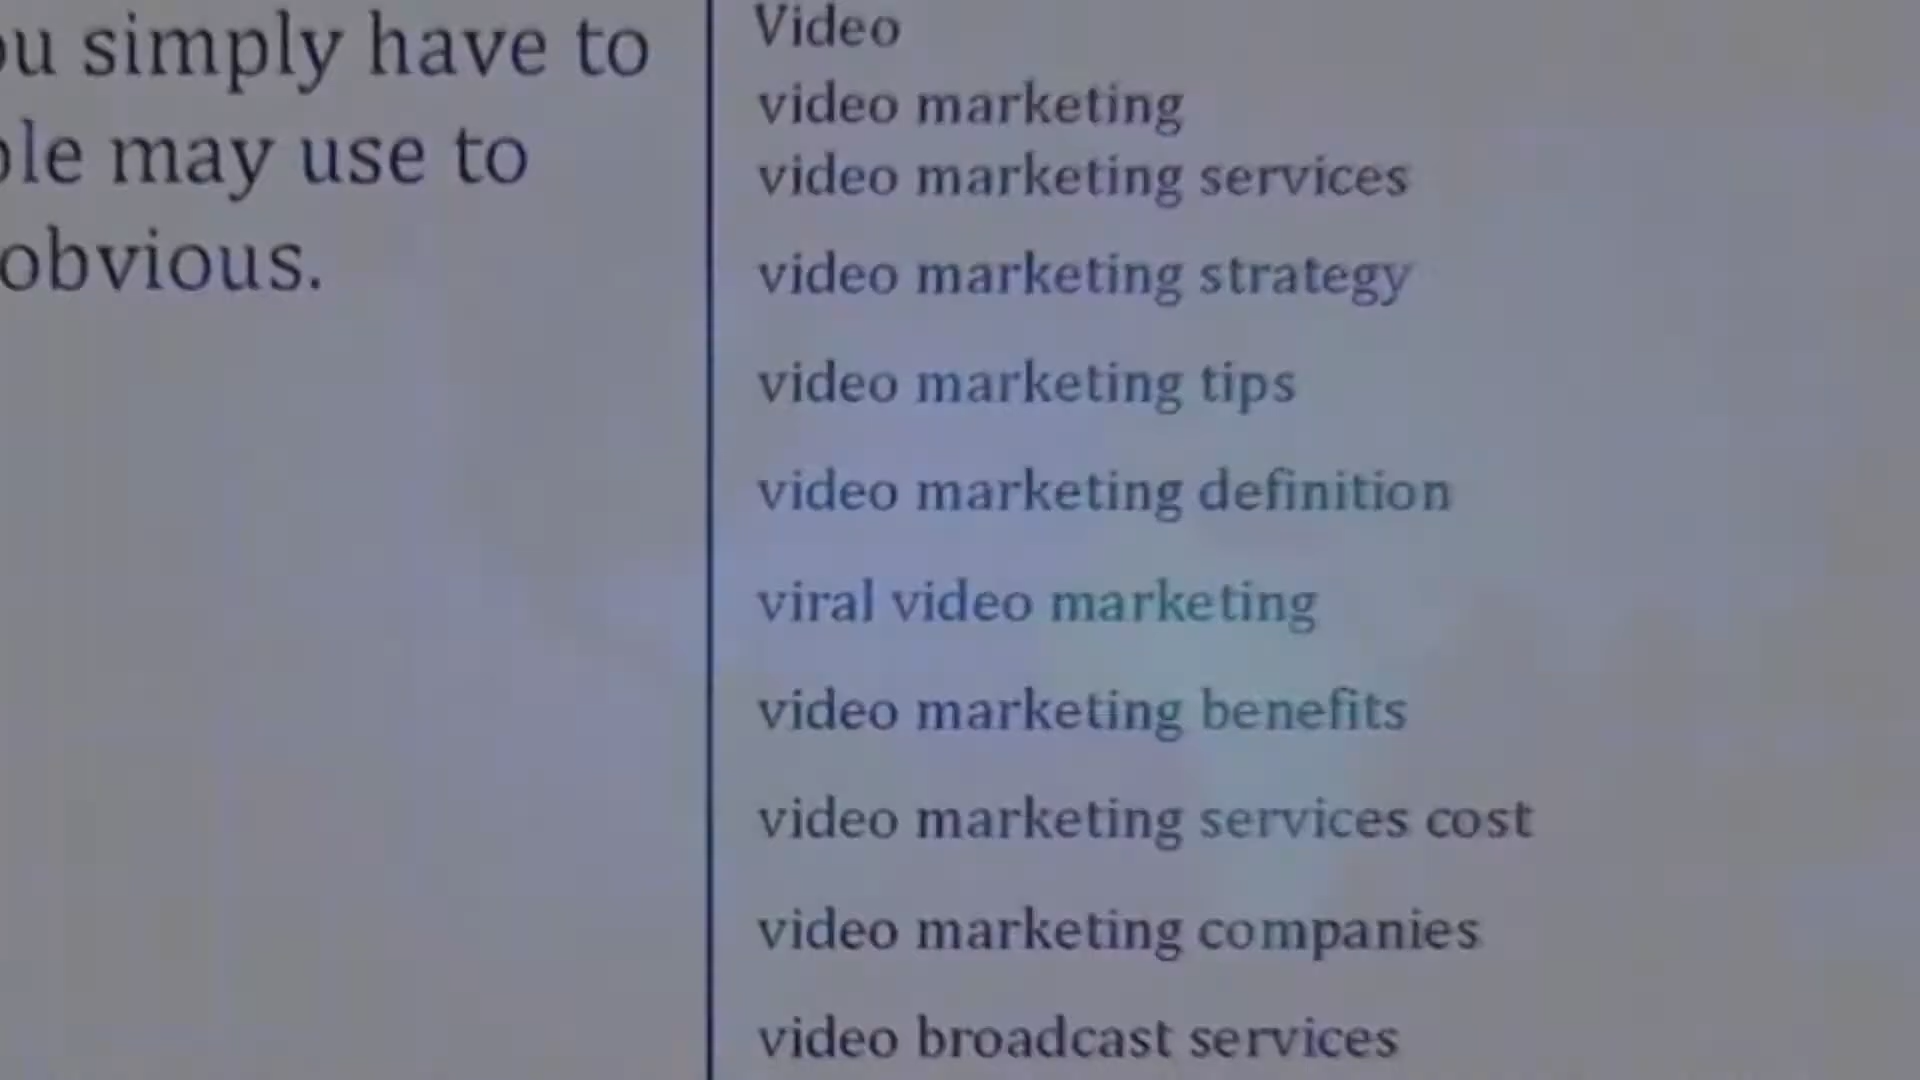 simply have to
may use to
obvious.
Video
video marketing
video marketing services
video marketing strategy
video marketing tips
video marketing definition
viral video marketing
video marketing benefits
video marketing services cost
video marketing companies
video broadcast services